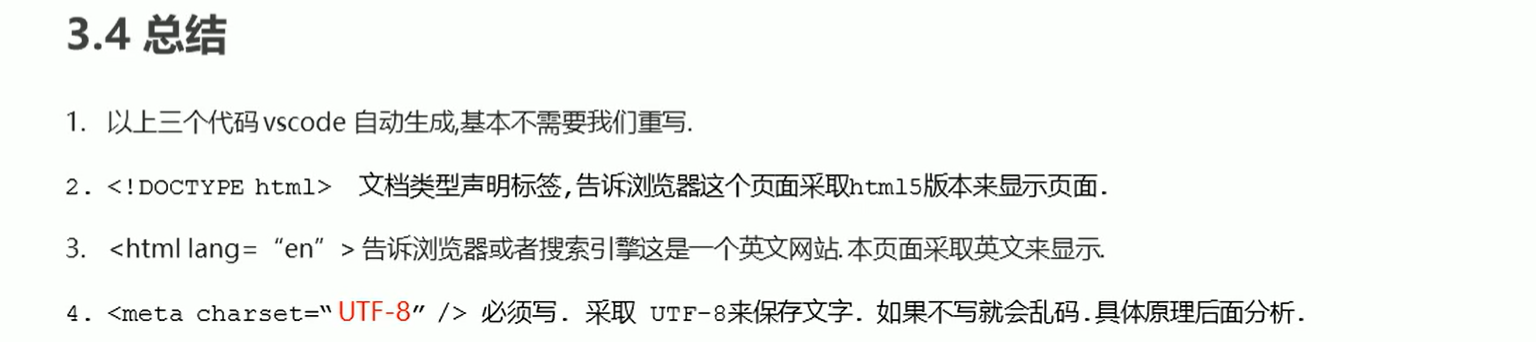 3.4 总结
1. 以上三个代码 vscode 自动生成,基本不需要我们重写.
2. <!DOCTYPE html> 文档类型声明标签,告诉浏览器这个页面采取html5版本来显示页面.
3. <html lang=“en”> 告诉浏览器或者搜索引擎这是一个英文网站. 本页面采取英文来显示.
4. <meta charset=“UTF-8” /> 必须写. 采取 UTF-8来保存文字. 如果不写就会乱码.具体原理后面分析.